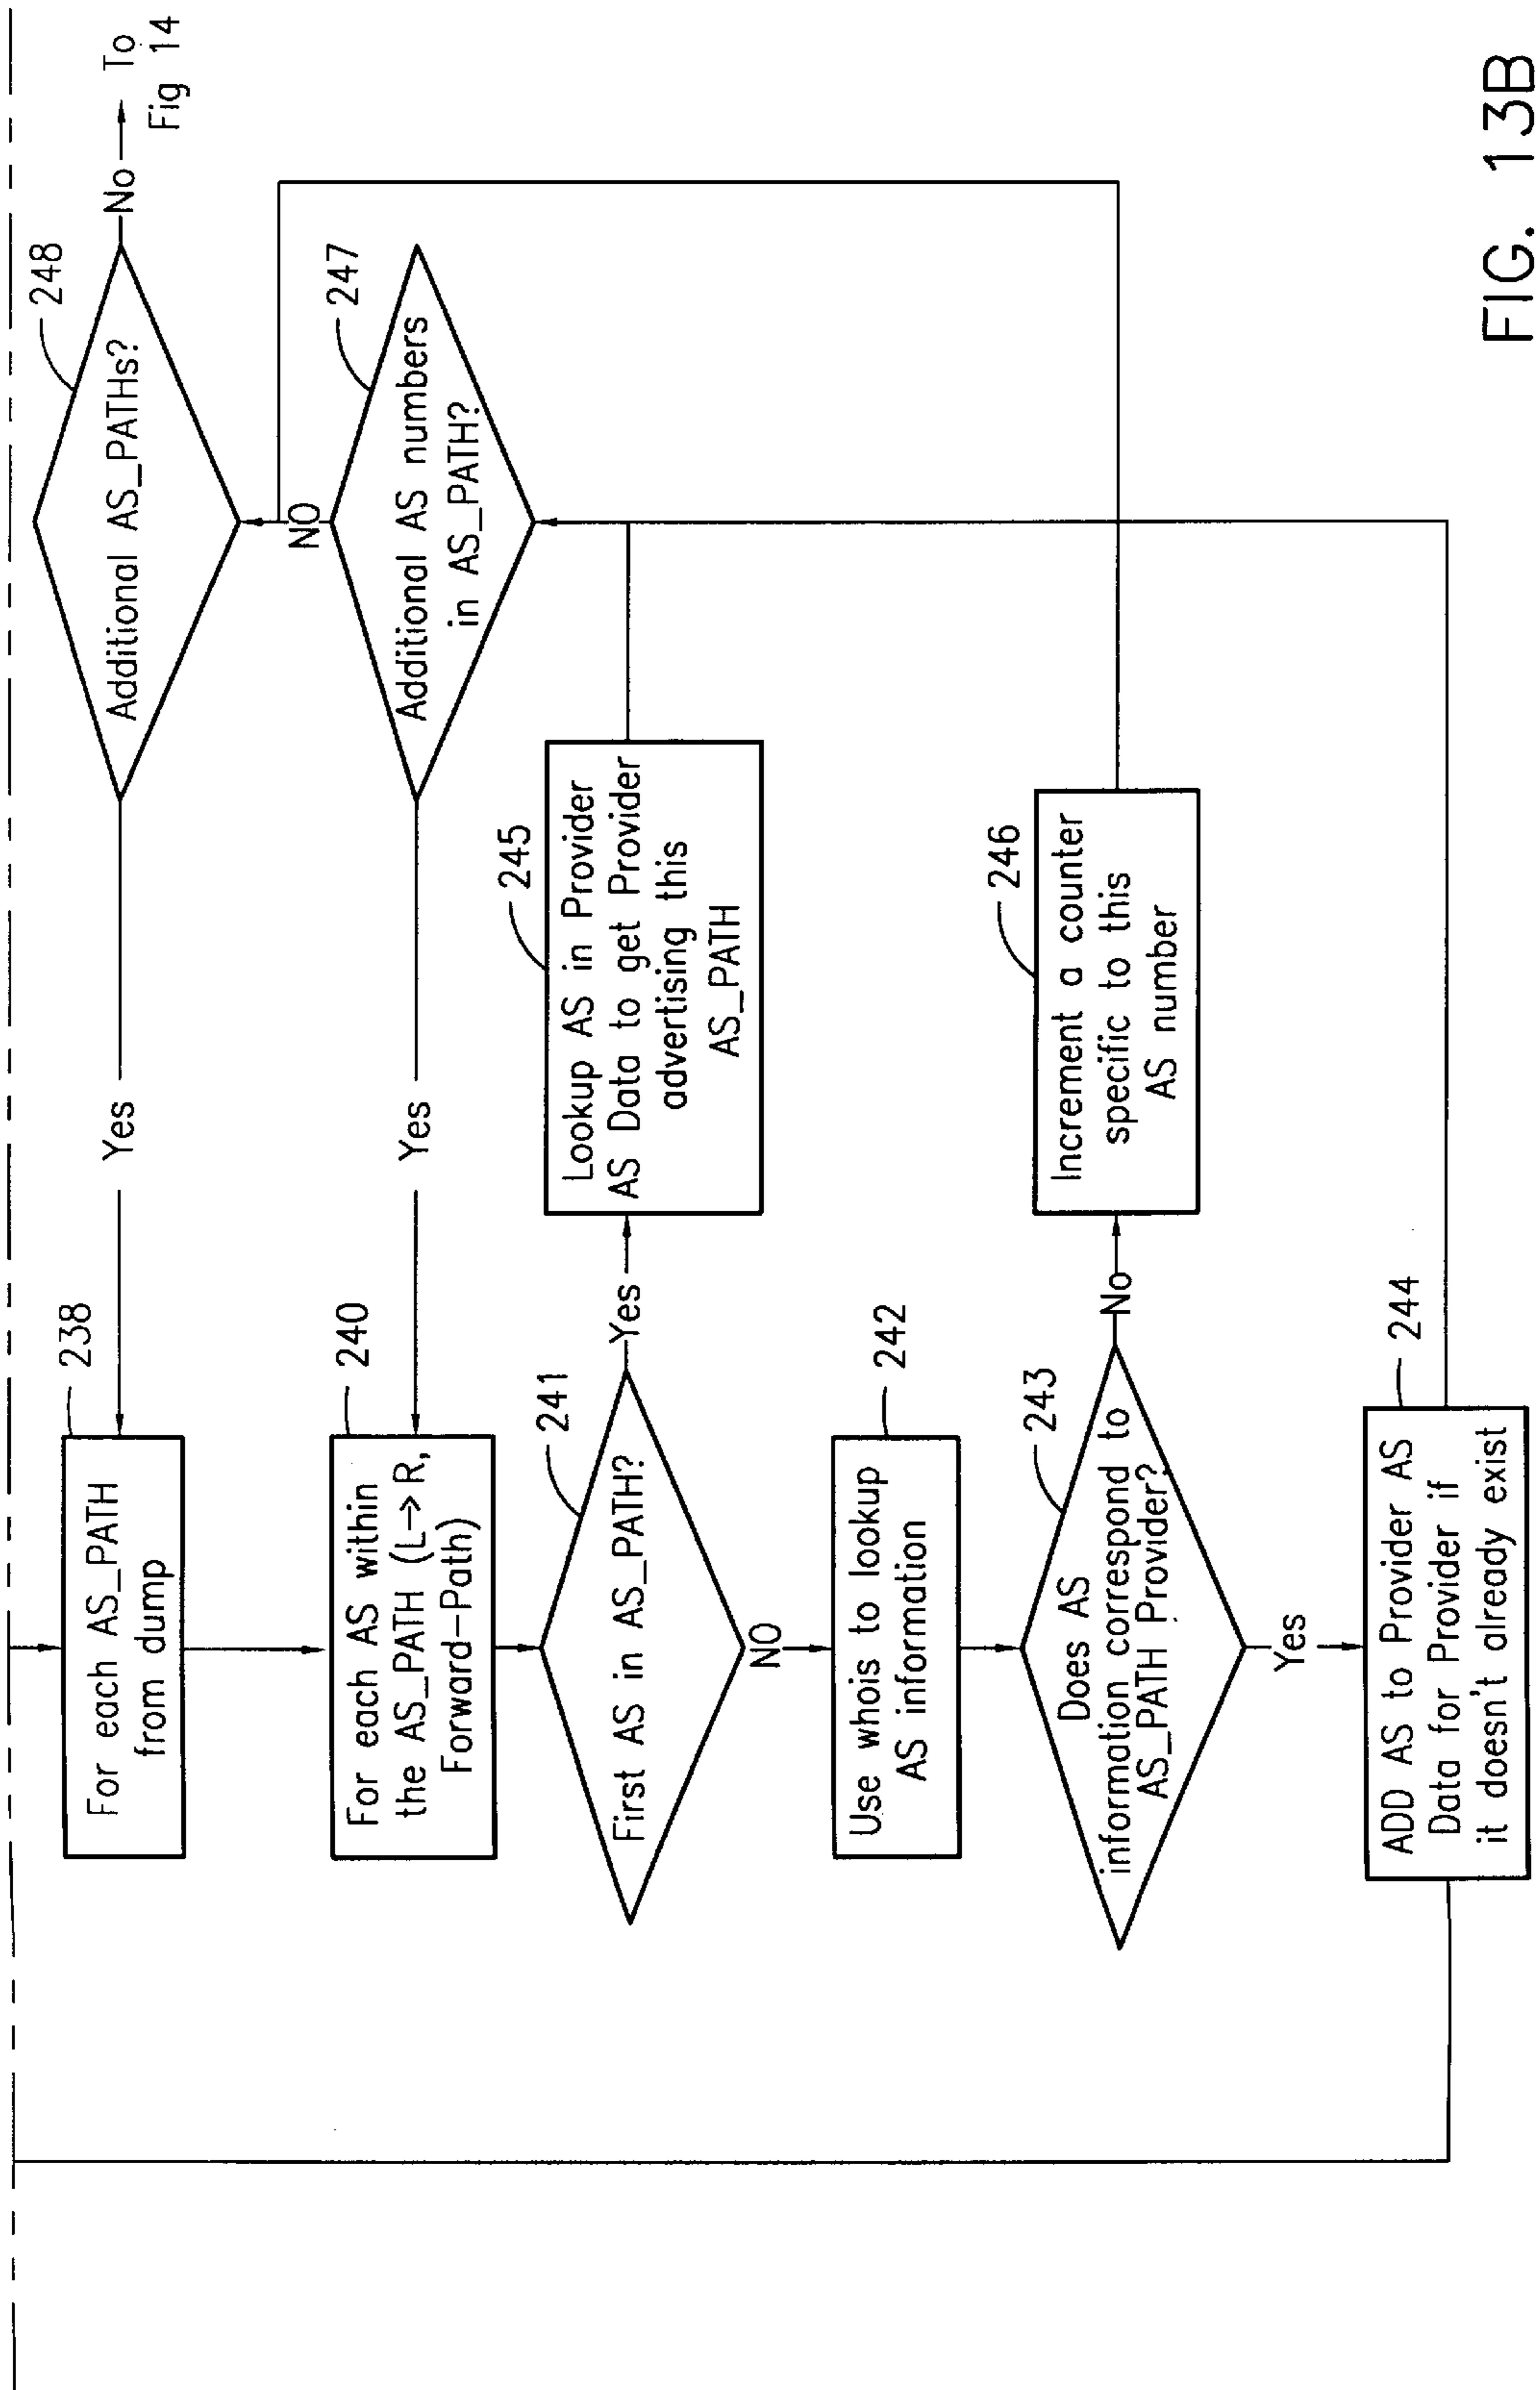 238
For each AS_PATH
from dump
Yes
248
Additional AS_PATHs?
No
To
Fig 14
240
For each AS within
the AS_PATH (L→R,
Forward-Path)
Yes
247
Additional AS numbers
in AS_PATH?
NO
241
First AS in AS_PATH?
Yes
245
Lookup AS in Provider
AS Data to get Provider
advertising this
AS_PATH
NO
242
Use whois to lookup
AS information
243
Does AS
information correspond to
AS_PATH Provider?
No
246
Increment a counter
specific to this
AS number
Yes
244
ADD AS to Provider AS
Data for Provider if
it doesn't already exist
FIG. 13B